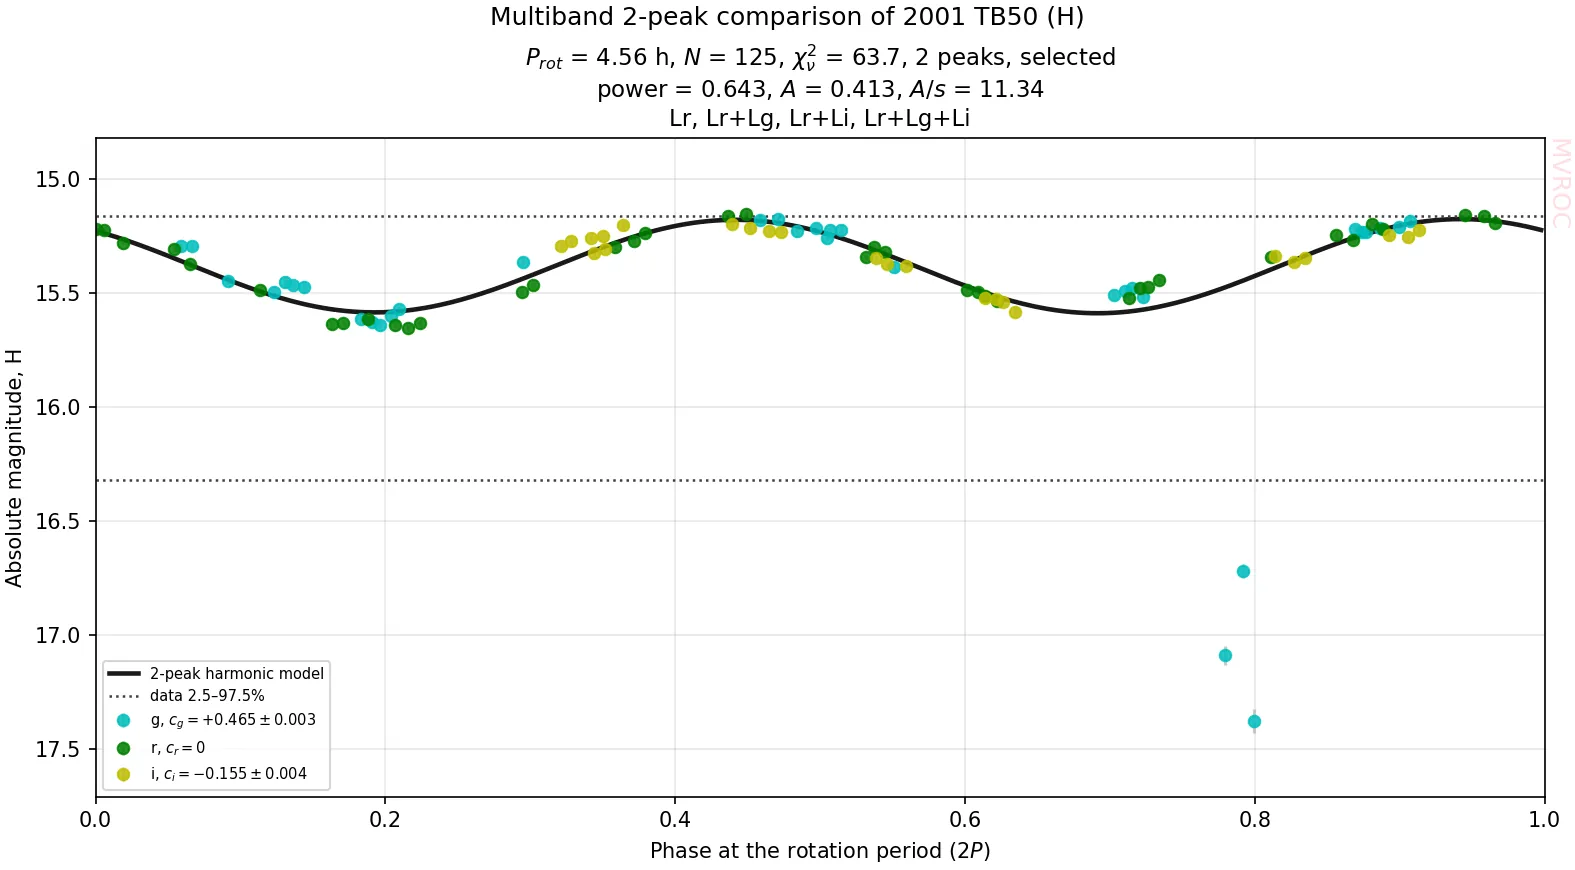 Multiband 2-peak comparison of 2001 TB50 (H)
P_rot = 4.56 h, N = 125, χ²_ν = 63.7, 2 peaks, selected
power = 0.643, A = 0.413, A/s = 11.34
Lr, Lr+Lg, Lr+Li, Lr+Lg+Li
MVROC
Absolute magnitude, H
15.0
15.5
16.0
16.5
17.0
17.5
2-peak harmonic model
data 2.5–97.5%
g, c_g = +0.465 ± 0.003
r, c_r = 0
i, c_i = −0.155 ± 0.004
0.0 0.2 0.4 0.6 0.8 1.0
Phase at the rotation period (2P)